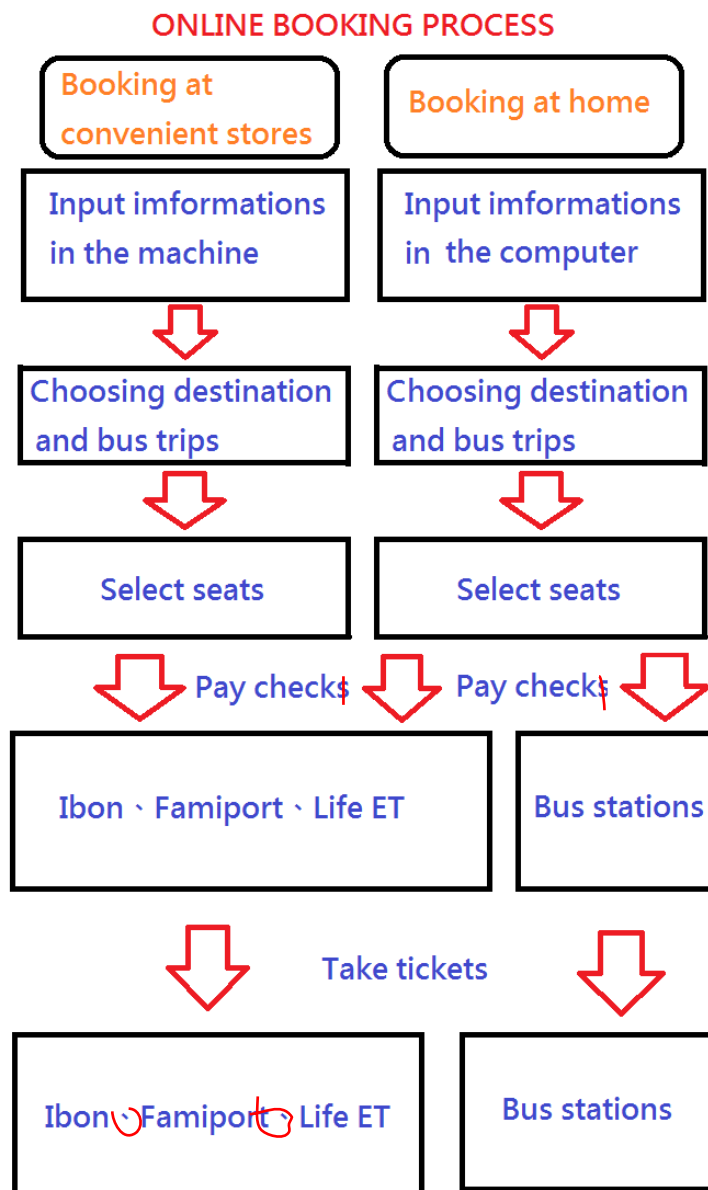 ONLINE BOOKING PROCESS
Booking at
convenient stores
Booking at home
Input imformations
in the machine
Input imformations
in the computer
Choosing destination
and bus trips
Choosing destination
and bus trips
Select seats
Select seats
Pay checks
Pay checks
Ibon、Famiport、Life ET
Bus stations
Take tickets
Ibon、Famiport、Life ET
Bus stations